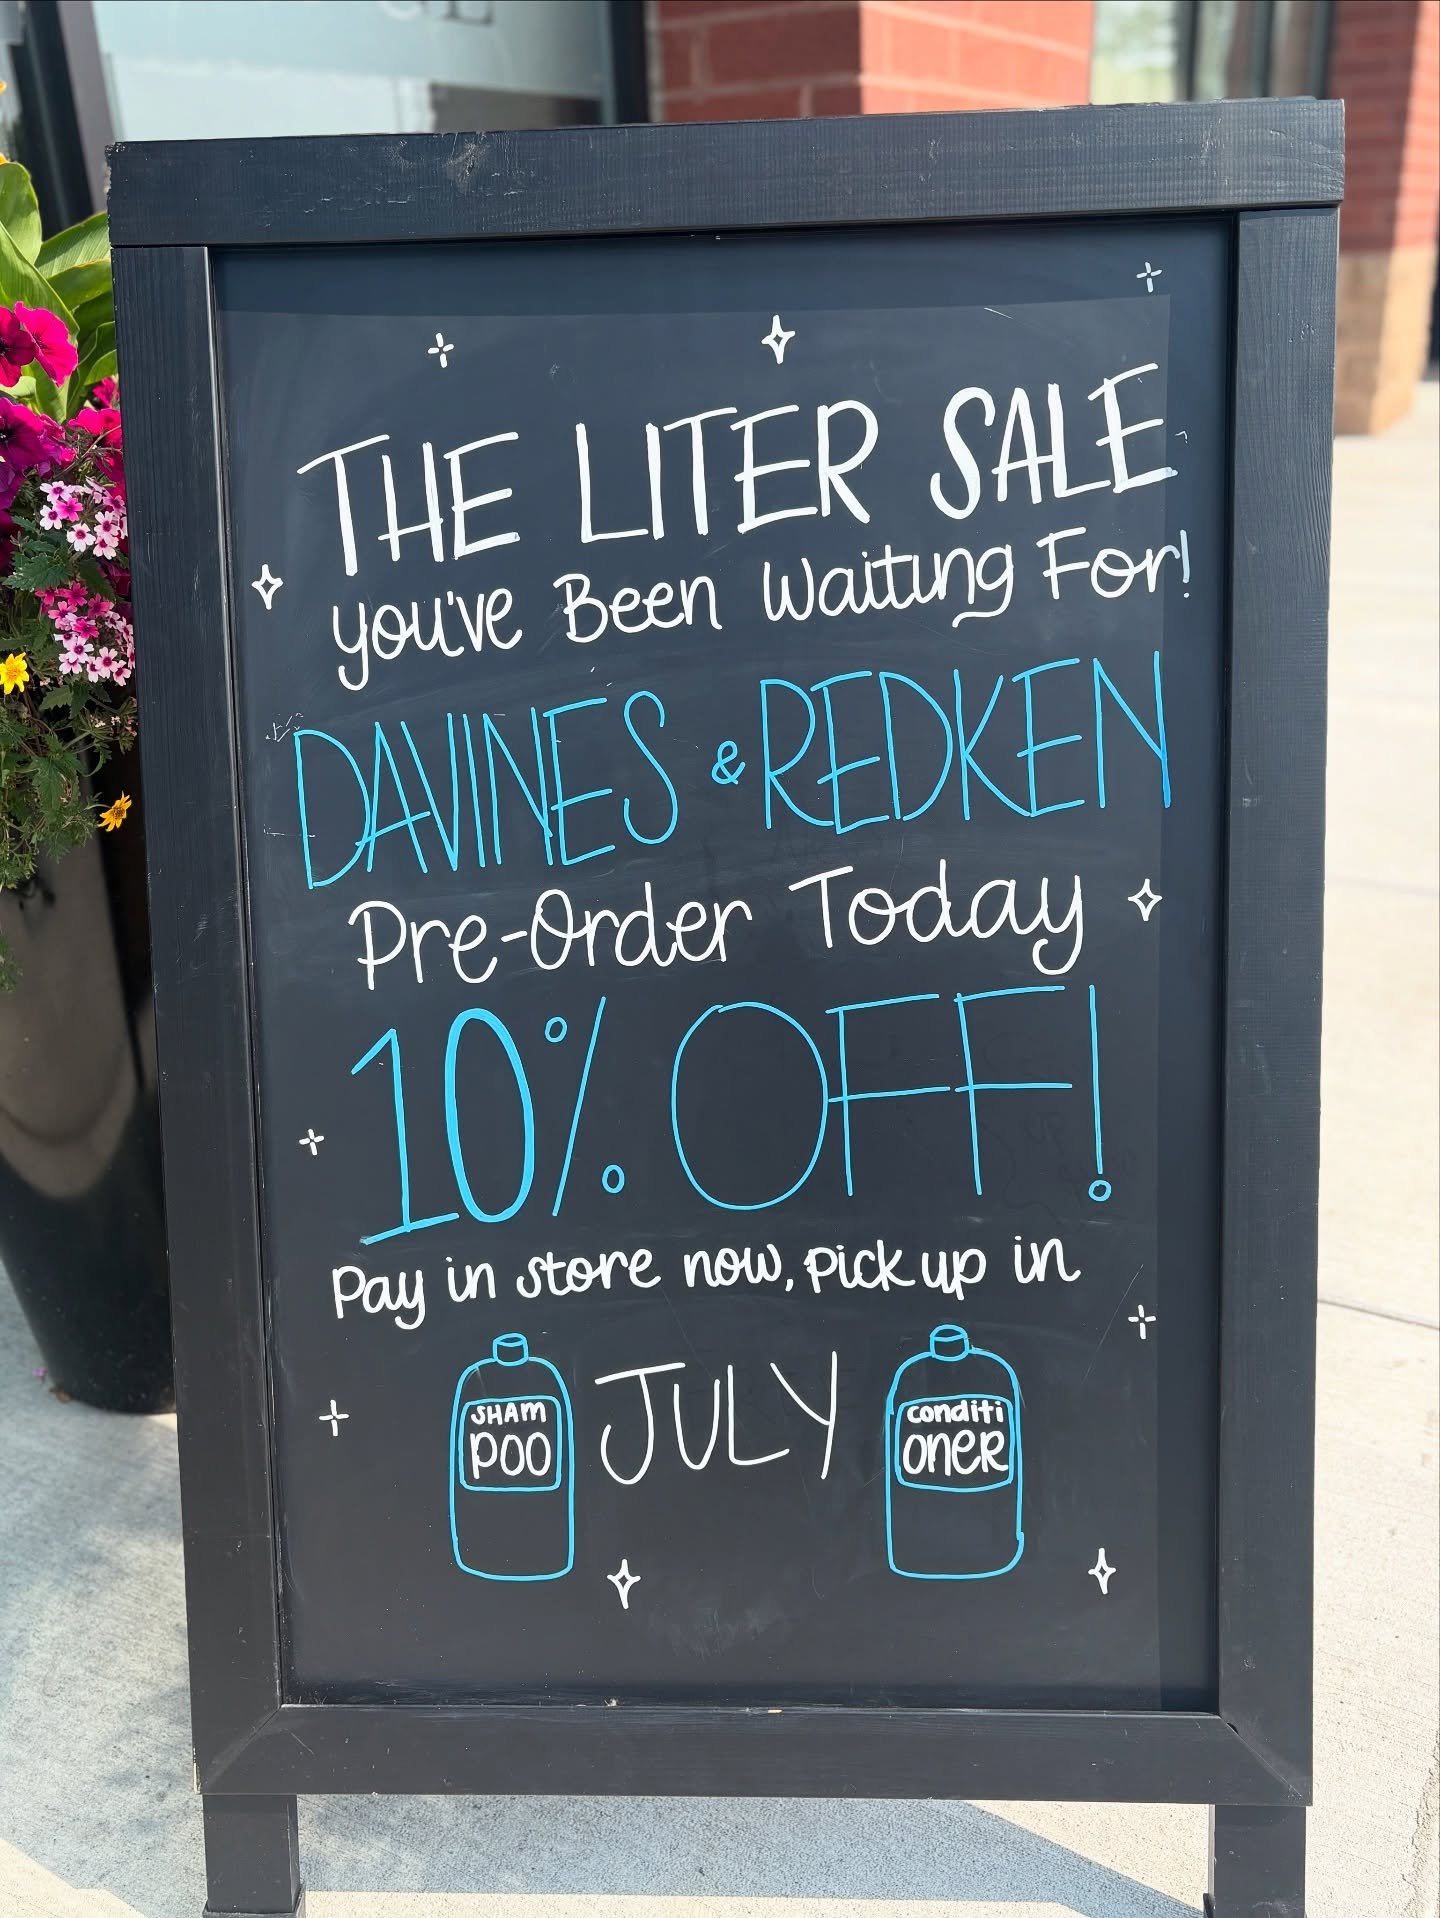 THE LITER SALE
you've Been Waiting For!
DAVINES & REDKEN
Pre-Order Today
10% OFF!
Pay in store now, pick up in
JULY
SHAM
POO
conditi
oner